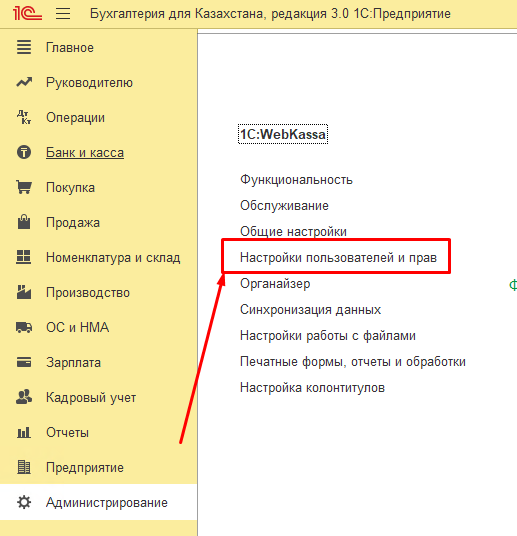 1С Бухгалтерия для Казахстана, редакция 3.0 1С:Предприятие
Главное
Руководителю
Дт Кт Операции
Банк и касса
Покупка
Продажа
Номенклатура и склад
Производство
ОС и НМА
Зарплата
Кадровый учет
Отчеты
Предприятие
Администрирование
1С:WebKassa
Функциональность
Обслуживание
Общие настройки
Настройки пользователей и прав
Органайзер
Синхронизация данных
Настройки работы с файлами
Печатные формы, отчеты и обработки
Настройка колонтитулов